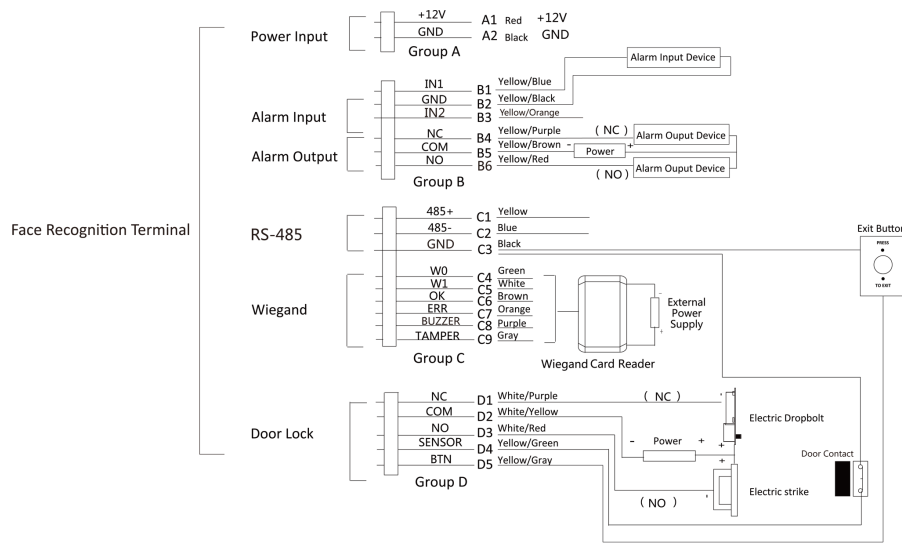 Face Recognition Terminal
Power Input
+12V A1 Red +12V
GND A2 Black GND
Group A
Alarm Input
Alarm Output
IN1 B1 Yellow/Blue
GND B2 Yellow/Black
IN2 B3 Yellow/Orange
NC B4 Yellow/Purple ( NC )
COM B5 Yellow/Brown - Power +
NO B6 Yellow/Red ( NO )
Group B
Alarm Input Device
Alarm Ouput Device
Alarm Ouput Device
RS-485
485+ C1 Yellow
485- C2 Blue
GND C3 Black
Wiegand
W0 C4 Green
W1 C5 White
OK C6 Brown
ERR C7 Orange
BUZZER C8 Purple
TAMPER C9 Gray
Group C
Wiegand Card Reader
-
External
Power
Supply
+
Exit Button
PRESS
TO EXIT
Door Lock
NC D1 White/Purple ( NC )
COM D2 White/Yellow
NO D3 White/Red
SENSOR D4 Yellow/Green
BTN D5 Yellow/Gray
Group D
- Power + +
+
( NO )
Electric Dropbolt
Electric strike
Door Contact